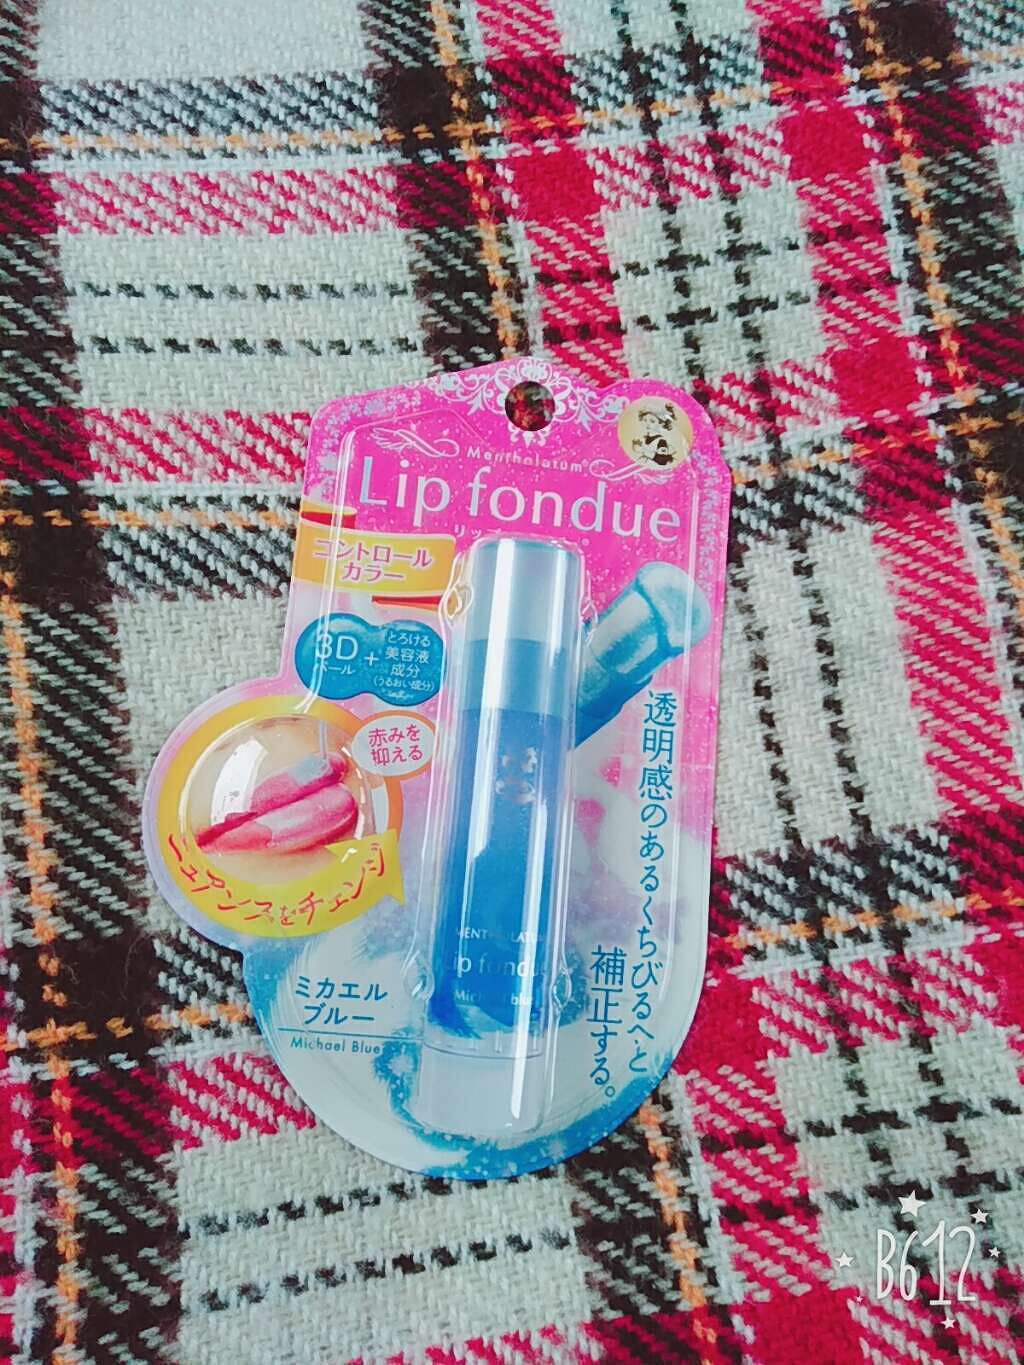 Mentholatum
Lip fondue
コントロール
カラー
3D
ボール
+
とろける
美容液
成分
(うるおい成分)
赤みを
抑える
ニュアンスをチェンジ
透明感のあるくちびるへと
補正する。
MENTHOLATUM
Lip fondue
Michael blue
ミカエル
ブルー
Michael Blue
B612